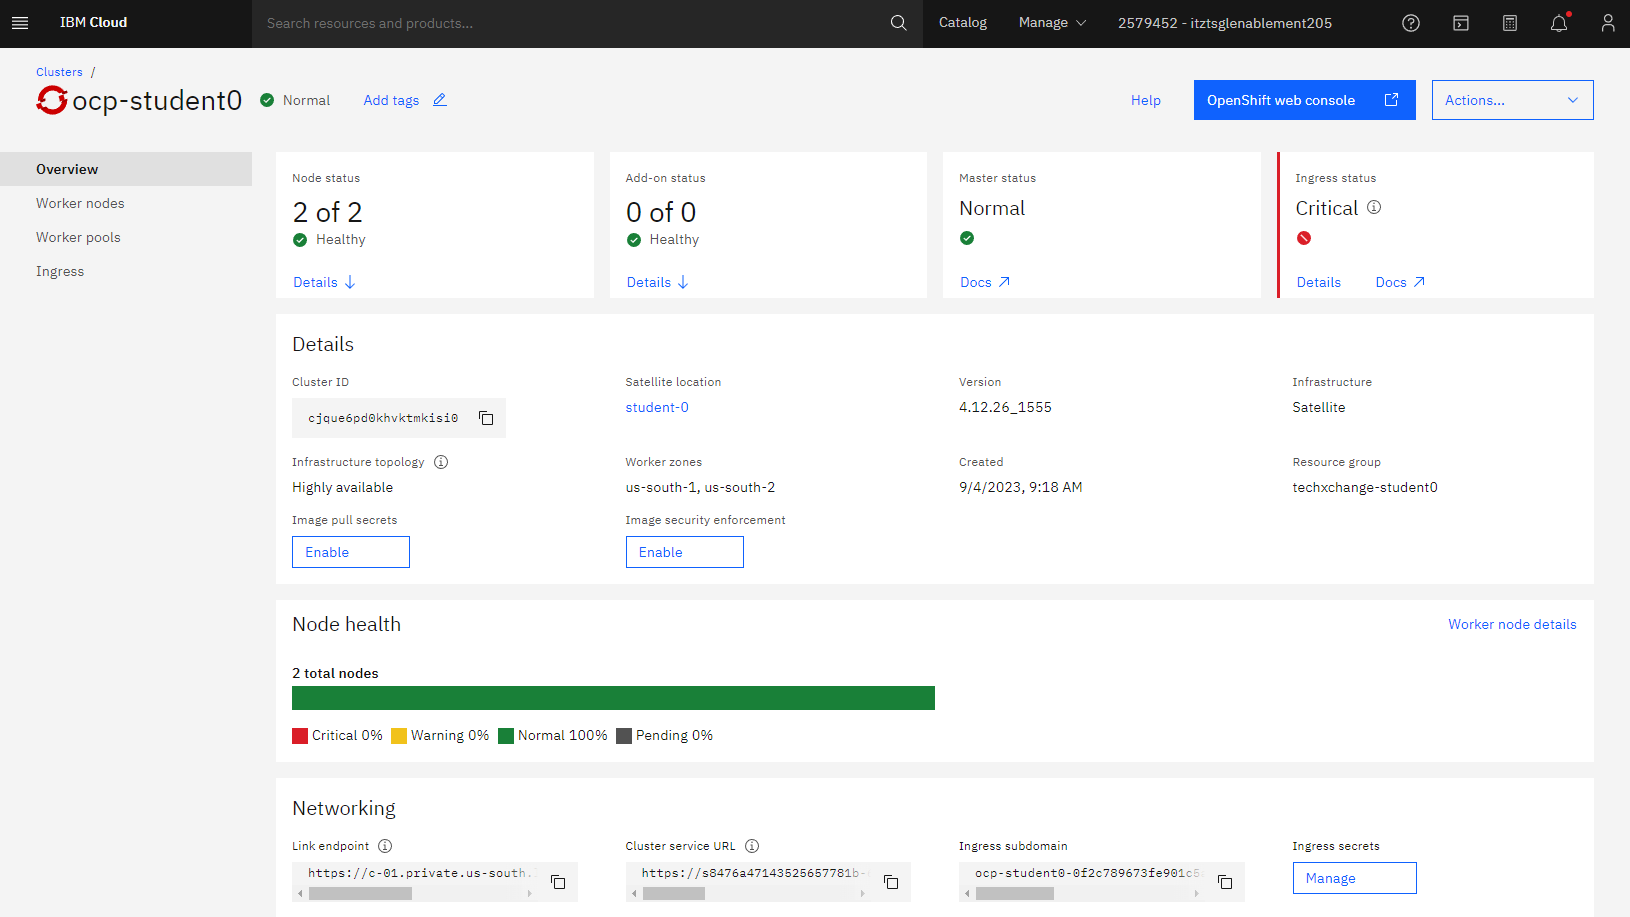 IBM Cloud
Search resources and products...
Catalog
Manage
2579452 - itztsglenablement205
Clusters /
ocp-student0
Normal
Add tags
Help
OpenShift web console
Actions...
Overview
Worker nodes
Worker pools
Ingress
Node status
2 of 2
Healthy
Details
Add-on status
0 of 0
Healthy
Details
Master status
Normal
Docs
Ingress status
Critical
Details
Docs
Details
Cluster ID
cjque6pd0khvktmkisi0
Satellite location
student-0
Version
4.12.26_1555
Infrastructure
Satellite
Infrastructure topology
Highly available
Worker zones
us-south-1, us-south-2
Created
9/4/2023, 9:18 AM
Resource group
techxchange-student0
Image pull secrets
Enable
Image security enforcement
Enable
Node health
Worker node details
2 total nodes
Critical 0%
Warning 0%
Normal 100%
Pending 0%
Networking
Link endpoint
https://c-01.private.us-south.
Cluster service URL
https://s8476a47143525657781b-
Ingress subdomain
ocp-student0-0f2c789673fe901c5
Ingress secrets
Manage